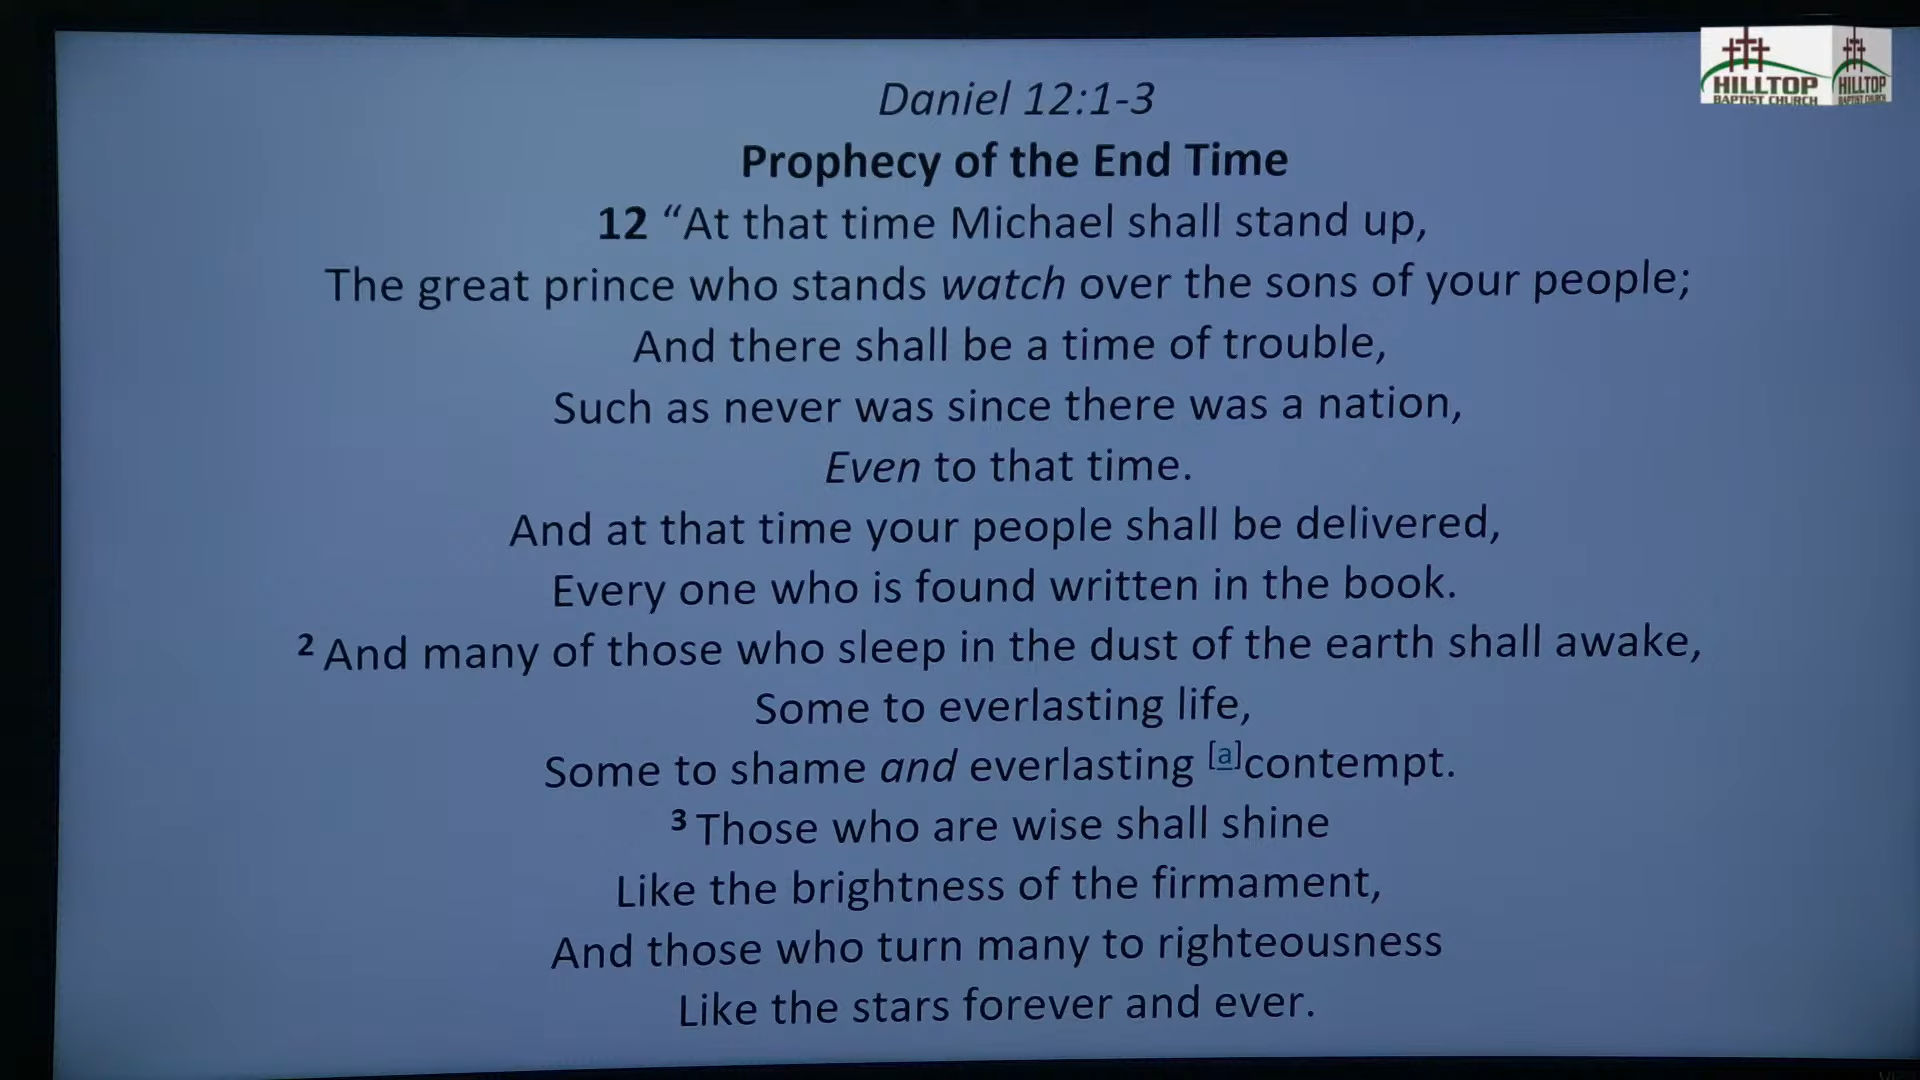 Daniel 12:1-3
Prophecy of the End Time
12 “At that time Michael shall stand up,
The great prince who stands watch over the sons of your people;
And there shall be a time of trouble,
Such as never was since there was a nation,
Even to that time.
And at that time your people shall be delivered,
Every one who is found written in the book.
2 And many of those who sleep in the dust of the earth shall awake,
Some to everlasting life,
Some to shame and everlasting [a]contempt.
3 Those who are wise shall shine
Like the brightness of the firmament,
And those who turn many to righteousness
Like the stars forever and ever.
HILLTOP
BAPTIST CHURCH
HILLTOP
BAPTIST CHURCH